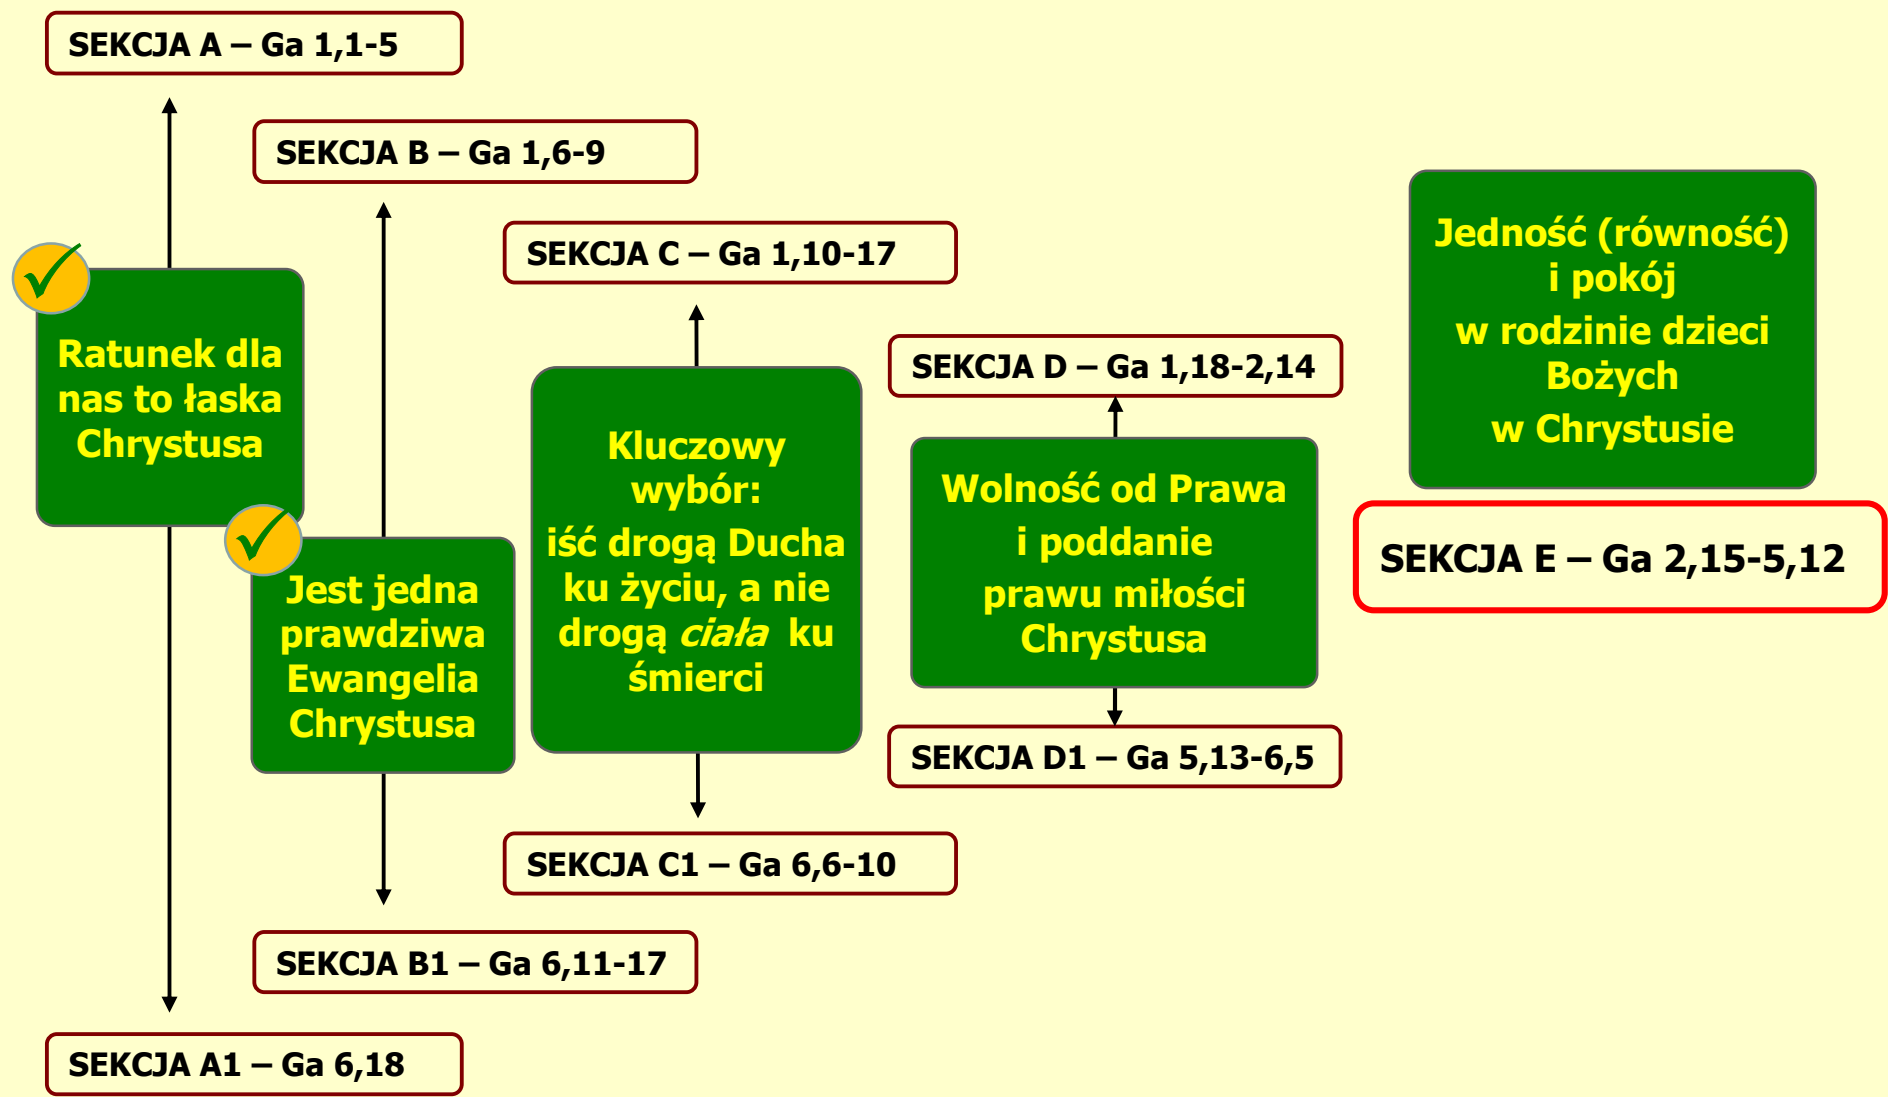 SEKCJA A – Ga 1,1-5
SEKCJA B – Ga 1,6-9
SEKCJA C – Ga 1,10-17
SEKCJA D – Ga 1,18-2,14
Ratunek dla
nas to łaska
Chrystusa
Jest jedna
prawdziwa
Ewangelia
Chrystusa
Kluczowy
wybór:
iść drogą Ducha
ku życiu, a nie
drogą ciała ku
śmierci
Wolność od Prawa
i poddanie
prawu miłości
Chrystusa
Jedność (równość)
i pokój
w rodzinie dzieci
Bożych
w Chrystusie
SEKCJA E – Ga 2,15-5,12
SEKCJA D1 – Ga 5,13-6,5
SEKCJA C1 – Ga 6,6-10
SEKCJA B1 – Ga 6,11-17
SEKCJA A1 – Ga 6,18